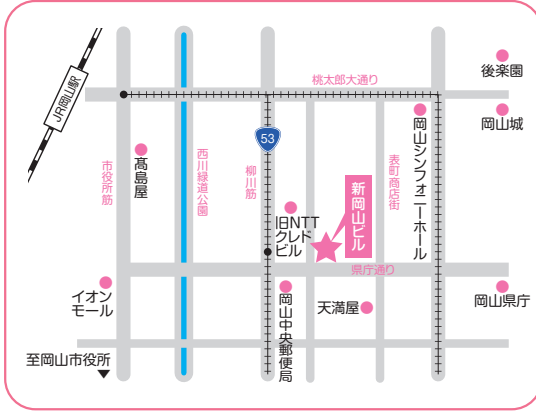 後楽園
桃太郎大通り
JR岡山駅
岡山城
53
岡山シンフォニーホール
髙島屋
市役所筋
西川緑道公園
柳川筋
表町商店街
新岡山ビル
旧NTT
クレド
ビル
県庁通り
イオン
モール
岡山中央郵便局
天満屋
岡山県庁
至岡山市役所